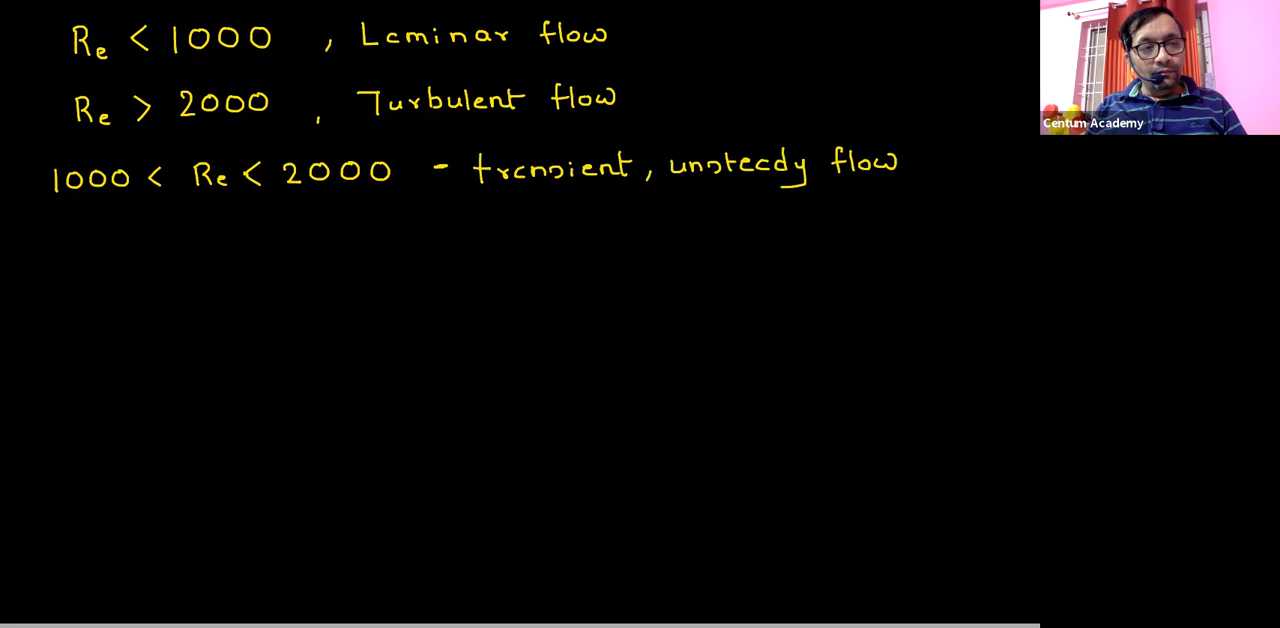 Re < 1000 , Laminar flow
Re > 2000 , Turbulent flow
1000 < Re < 2000 - transient, unsteady flow
Centum Academy